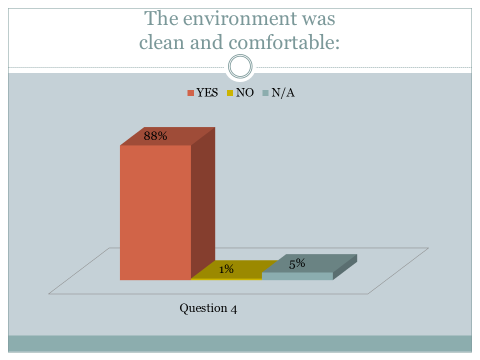 The environment was
clean and comfortable:
YES NO N/A
88%
1%
5%
Question 4